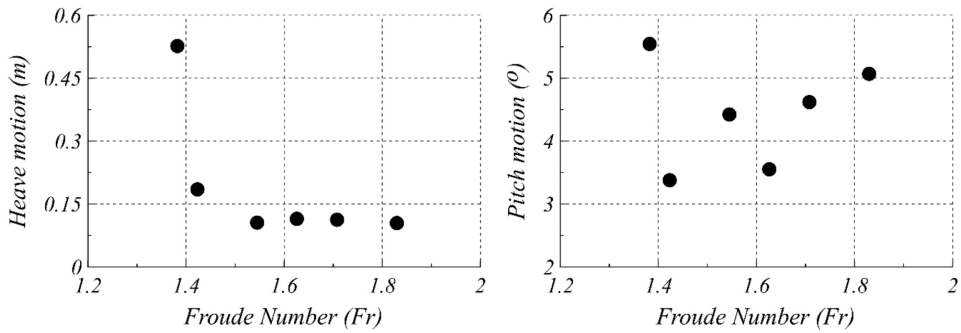 Heave motion (m)
0.6
0.45
0.3
0.15
0
1.2 1.4 1.6 1.8 2
Froude Number (Fr)
Pitch motion (º)
6
5
4
3
2
1.2 1.4 1.6 1.8 2
Froude Number (Fr)